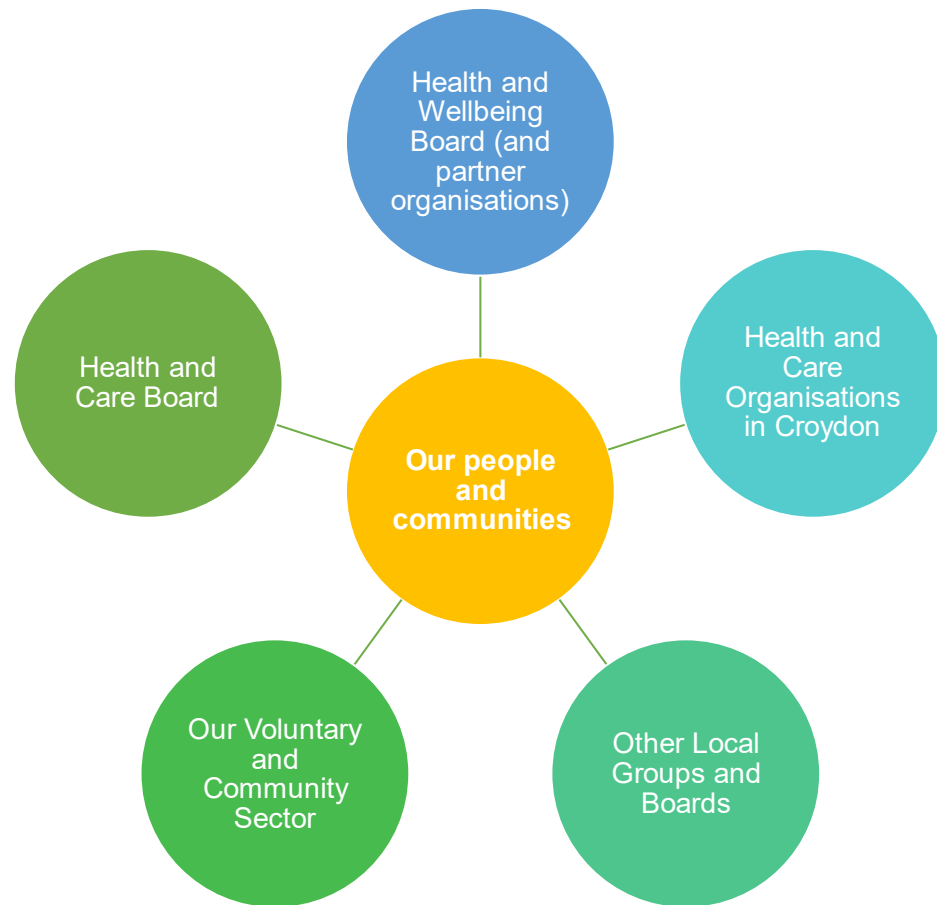 Health and
Wellbeing
Board (and
partner
organisations)
Health and
Care Board
Health and
Care
Organisations
in Croydon
Our people
and
communities
Our Voluntary
and
Community
Sector
Other Local
Groups and
Boards